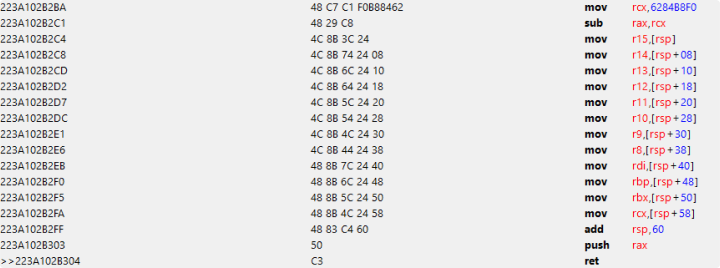 223A102B2BA 48 C7 C1 F0B88462 mov rcx,6284B8F0
223A102B2C1 48 29 C8 sub rax,rcx
223A102B2C4 4C 8B 3C 24 mov r15,[rsp]
223A102B2C8 4C 8B 74 24 08 mov r14,[rsp+08]
223A102B2CD 4C 8B 6C 24 10 mov r13,[rsp+10]
223A102B2D2 4C 8B 64 24 18 mov r12,[rsp+18]
223A102B2D7 4C 8B 5C 24 20 mov r11,[rsp+20]
223A102B2DC 4C 8B 54 24 28 mov r10,[rsp+28]
223A102B2E1 4C 8B 4C 24 30 mov r9,[rsp+30]
223A102B2E6 4C 8B 44 24 38 mov r8,[rsp+38]
223A102B2EB 48 8B 7C 24 40 mov rdi,[rsp+40]
223A102B2F0 48 8B 6C 24 48 mov rbp,[rsp+48]
223A102B2F5 48 8B 5C 24 50 mov rbx,[rsp+50]
223A102B2FA 48 8B 4C 24 58 mov rcx,[rsp+58]
223A102B2FF 48 83 C4 60 add rsp,60
223A102B303 50 push rax
>>223A102B304 C3 ret